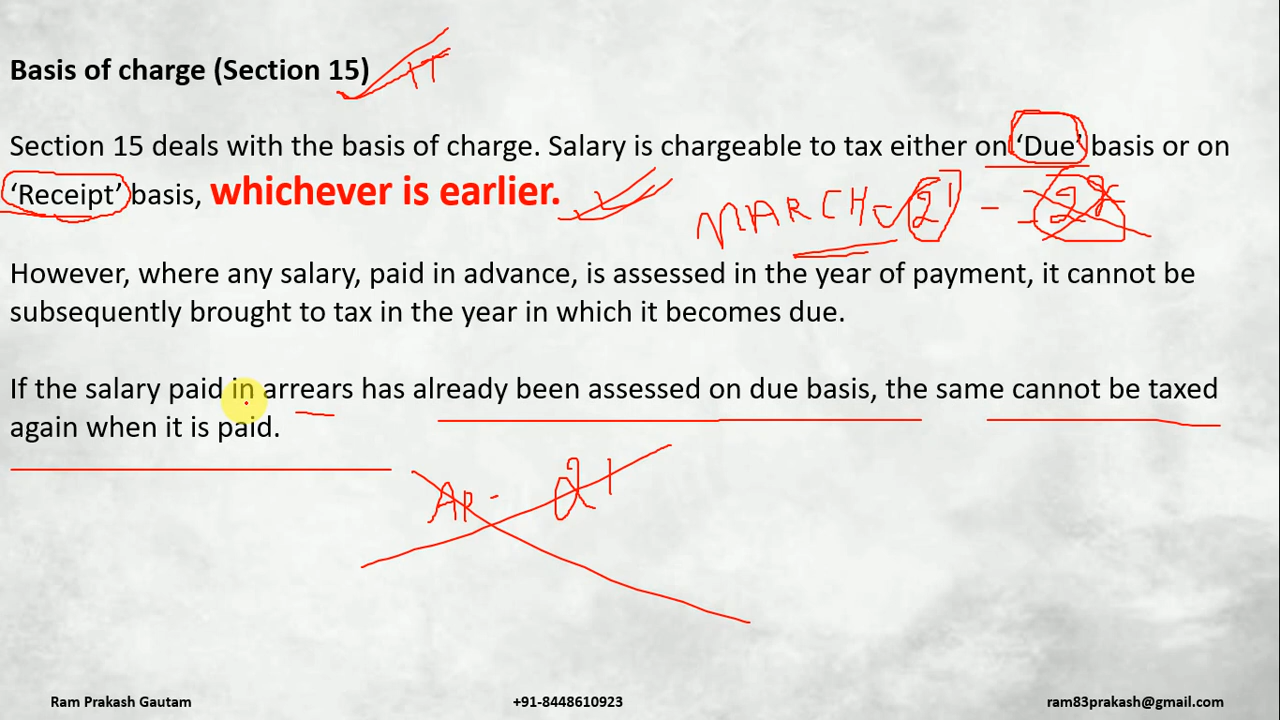 Basis of charge (Section 15)
Section 15 deals with the basis of charge. Salary is chargeable to tax either on ‘Due’ basis or on
‘Receipt’ basis, whichever is earlier.
MARCH - 21 - 22
However, where any salary, paid in advance, is assessed in the year of payment, it cannot be
subsequently brought to tax in the year in which it becomes due.
If the salary paid in arrears has already been assessed on due basis, the same cannot be taxed
again when it is paid.
AP - 21
Ram Prakash Gautam
+91-8448610923
ram83prakash@gmail.com